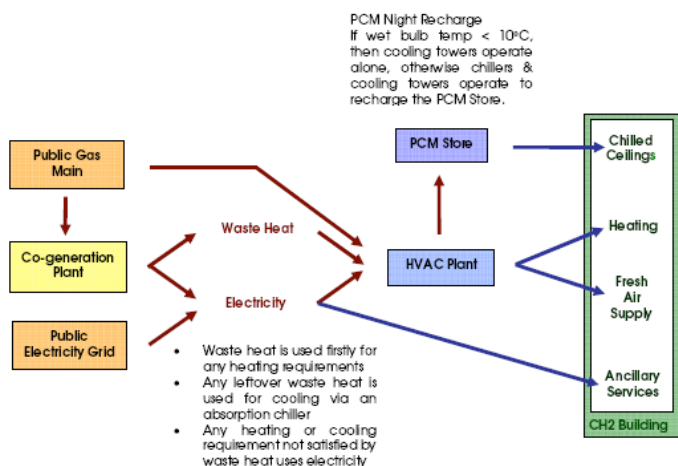 PCM Night Recharge
If wet bulb temp < 10°C,
then cooling towers operate
alone, otherwise chillers &
cooling towers operate to
recharge the PCM Store.
Public Gas
Main
PCM Store
Chilled
Ceilings
Waste Heat
Heating
Co-generation
Plant
HVAC Plant
Electricity
Fresh
Air
Supply
Public
Electricity Grid
• Waste heat is used firstly for
any heating requirements
• Any leftover waste heat is
used for cooling via an
absorption chiller
• Any heating or cooling
requirement not satisfied by
waste heat uses electricity
Ancillary
Services
CH2 Building